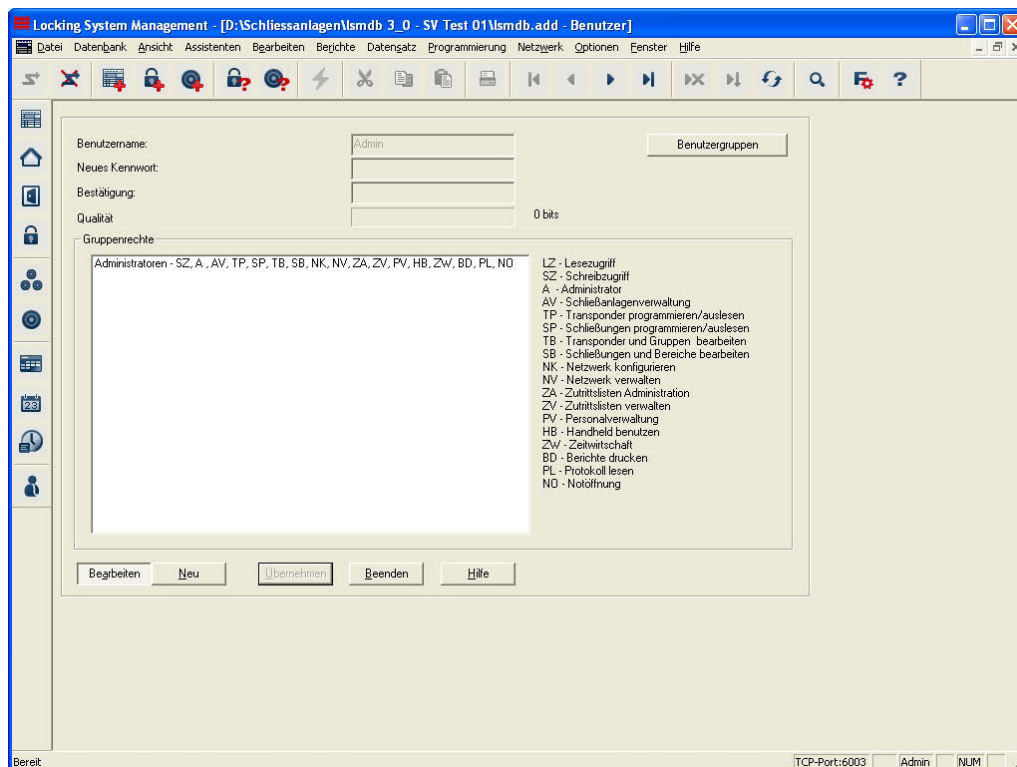 Locking System Management - [D:\Schliessanlagen\lsmdb 3_0 - SV Test 01\lsmdb.add - Benutzer]
Datei Datenbank Ansicht Assistenten Bearbeiten Berichte Datensatz Programmierung Netzwerk Optionen Fenster Hilfe
Benutzername: Admin Benutzergruppen
Neues Kennwort:
Bestätigung:
Qualität 0 bits
Gruppenrechte
Administratoren - SZ, A , AV, TP, SP, TB, SB, NK, NV, ZA, ZV, PV, HB, ZW, BD, PL, NO
LZ - Lesezugriff
SZ - Schreibzugriff
A - Administrator
AV - Schließanlagenverwaltung
TP - Transponder programmieren/auslesen
SP - Schließungen programmieren/auslesen
TB - Transponder und Gruppen bearbeiten
SB - Schließungen und Bereiche bearbeiten
NK - Netzwerk konfigurieren
NV - Netzwerk verwalten
ZA - Zutrittslisten Administration
ZV - Zutrittslisten verwalten
PV - Personalverwaltung
HB - Handheld benutzen
ZW - Zeitwirtschaft
BD - Berichte drucken
PL - Protokoll lesen
NO - Notöffnung
23
Bearbeiten Neu Übernehmen Beenden Hilfe
Bereit TCP-Port:6003 Admin NUM